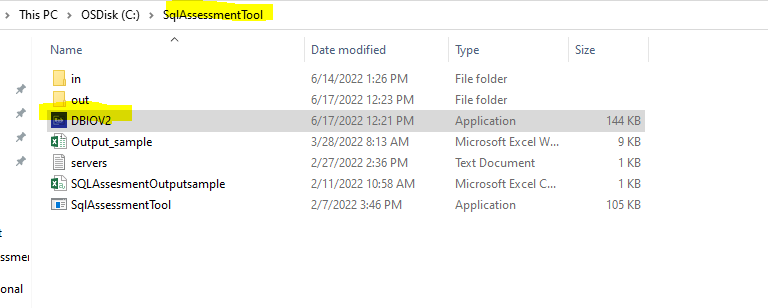 This PC > OSDisk (C:) > SqlAssessmentTool
Name Date modified Type Size
in 6/14/2022 1:26 PM File folder
out 6/17/2022 12:23 PM File folder
DBIOV2 6/17/2022 12:21 PM Application 144 KB
Output_sample 3/28/2022 8:13 AM Microsoft Excel W... 9 KB
servers 2/27/2022 2:36 PM Text Document 1 KB
SQLAssesmentOutputsample 2/11/2022 10:58 AM Microsoft Excel C... 1 KB
SqlAssessmentTool 2/7/2022 3:46 PM Application 105 KB
t
ssmen
onal